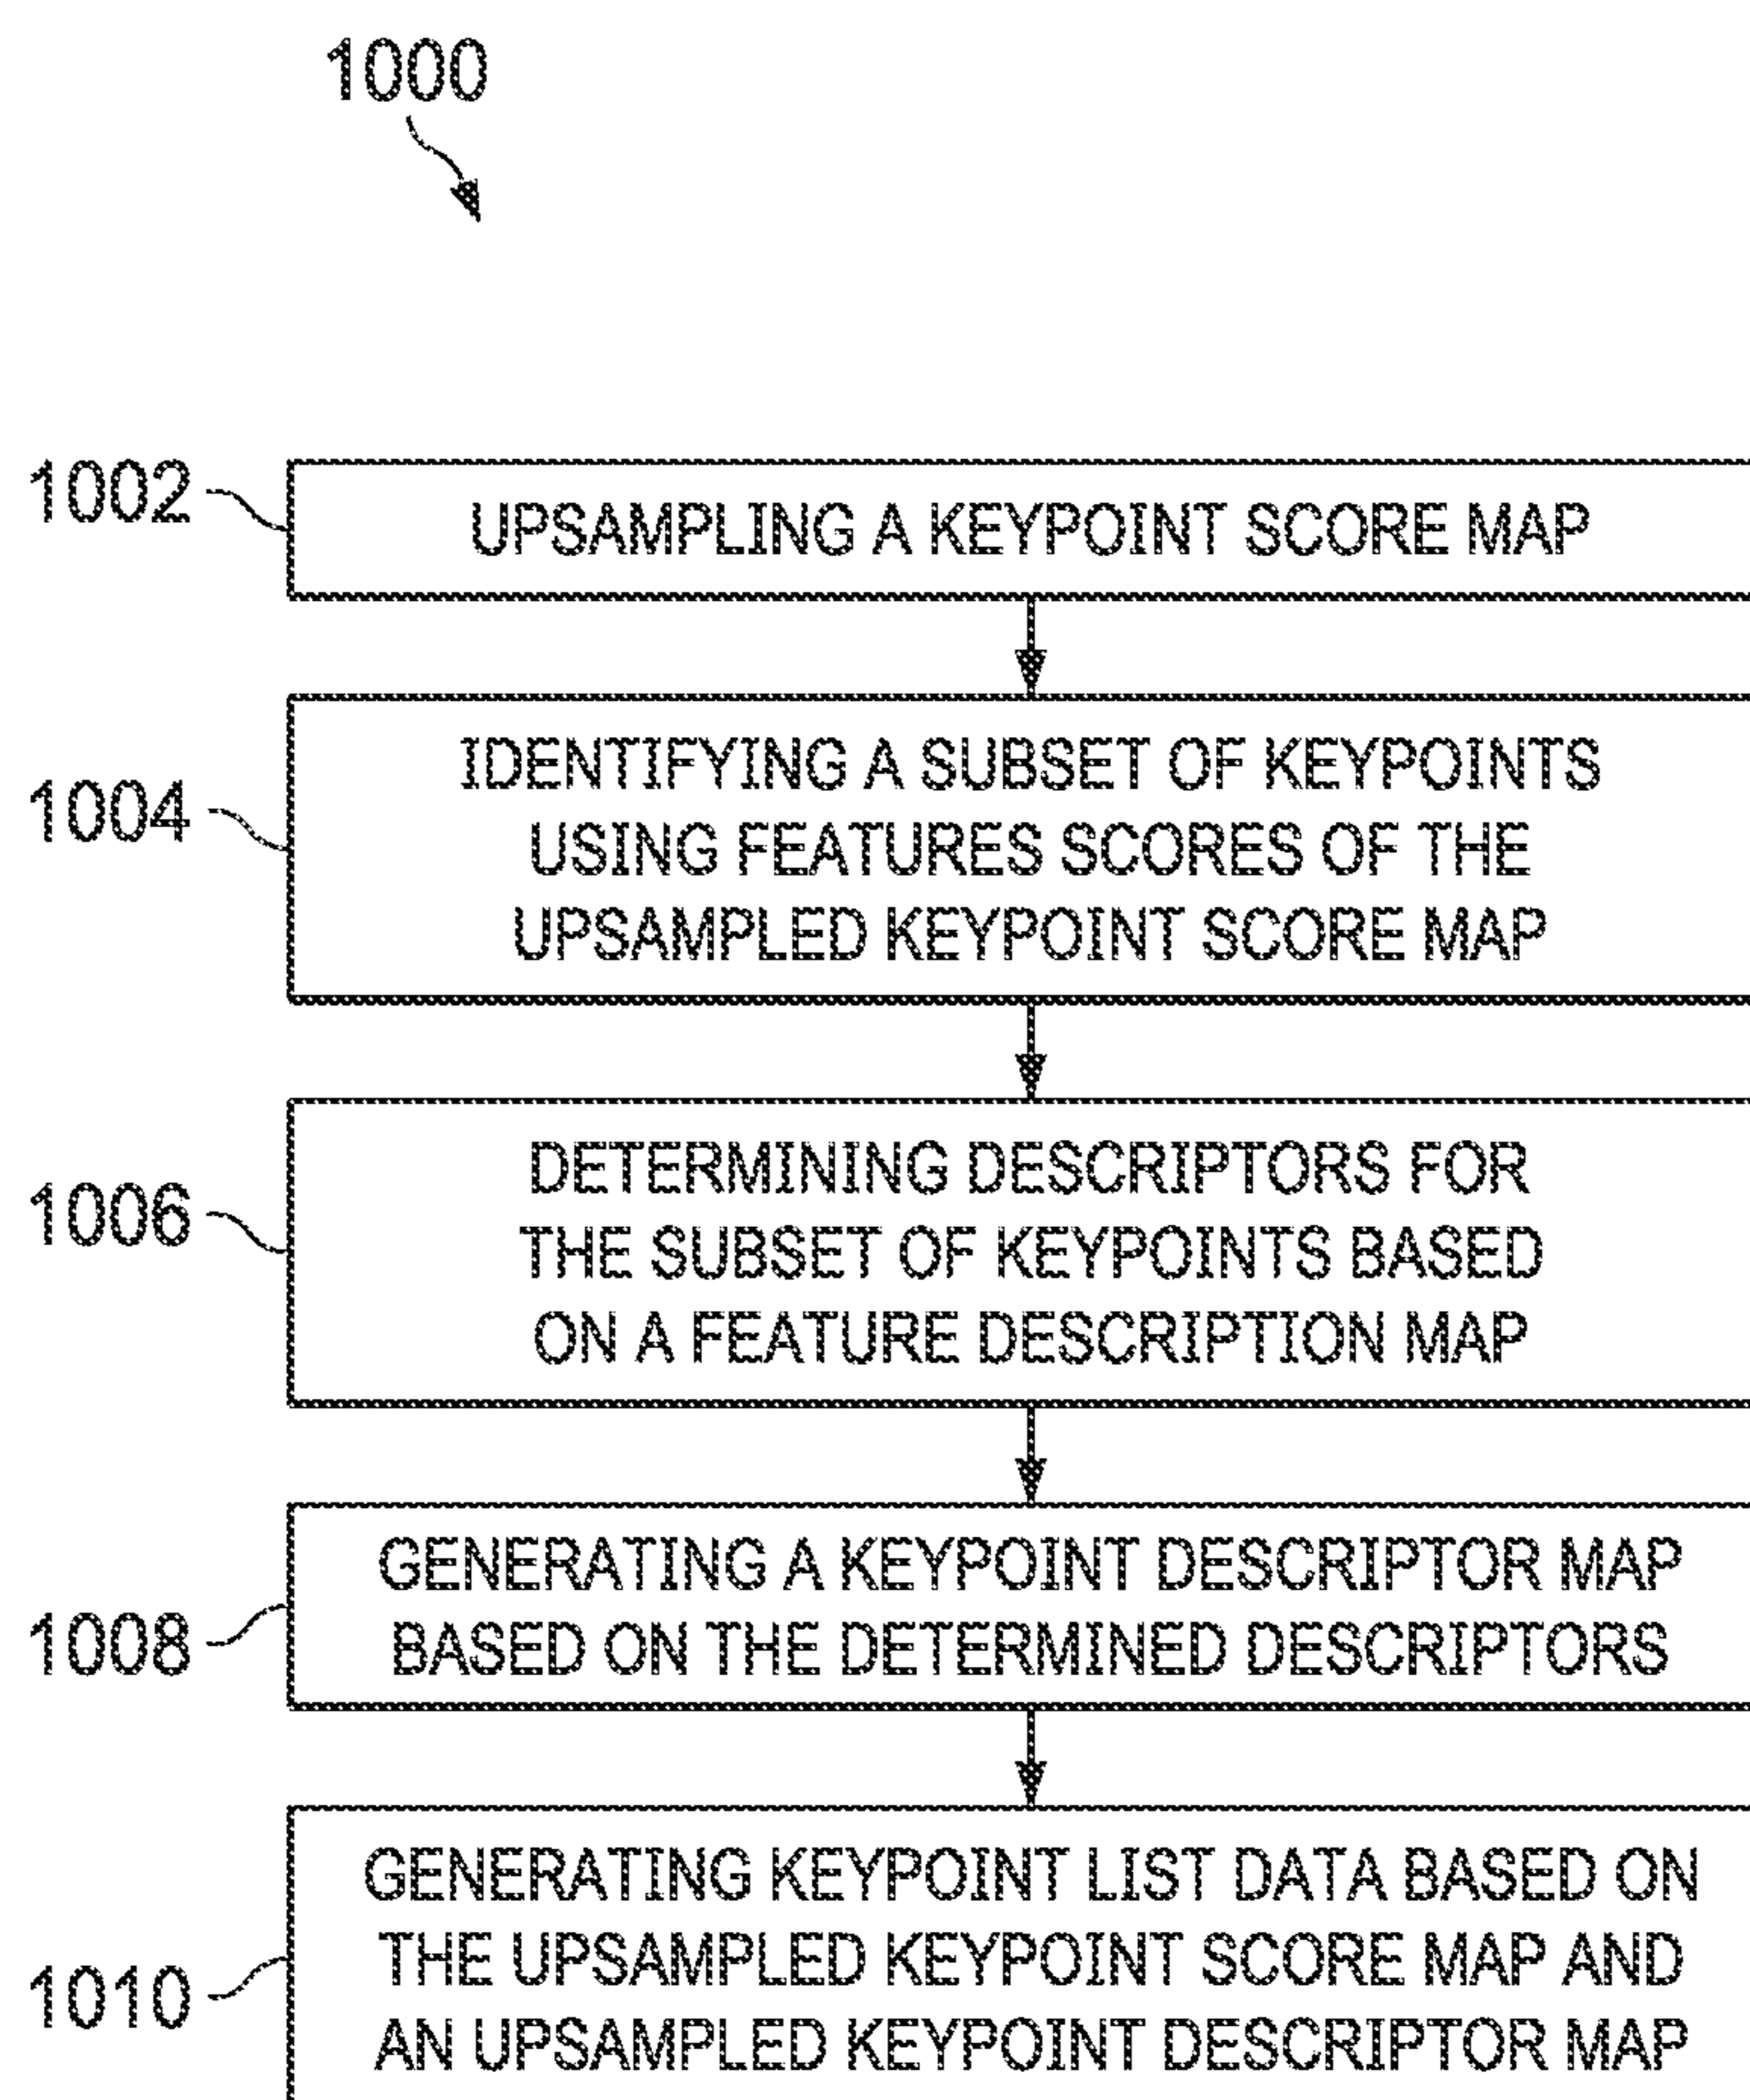 1000
1002
UPSAMPLING A KEYPOINT SCORE MAP
1004
IDENTIFYING A SUBSET OF KEYPOINTS
USING FEATURES SCORES OF THE
UPSAMPLED KEYPOINT SCORE MAP
1006
DETERMINING DESCRIPTORS FOR
THE SUBSET OF KEYPOINTS BASED
ON A FEATURE DESCRIPTION MAP
1008
GENERATING A KEYPOINT DESCRIPTOR MAP
BASED ON THE DETERMINED DESCRIPTORS
1010
GENERATING KEYPOINT LIST DATA BASED ON
THE UPSAMPLED KEYPOINT SCORE MAP AND
AN UPSAMPLED KEYPOINT DESCRIPTOR MAP